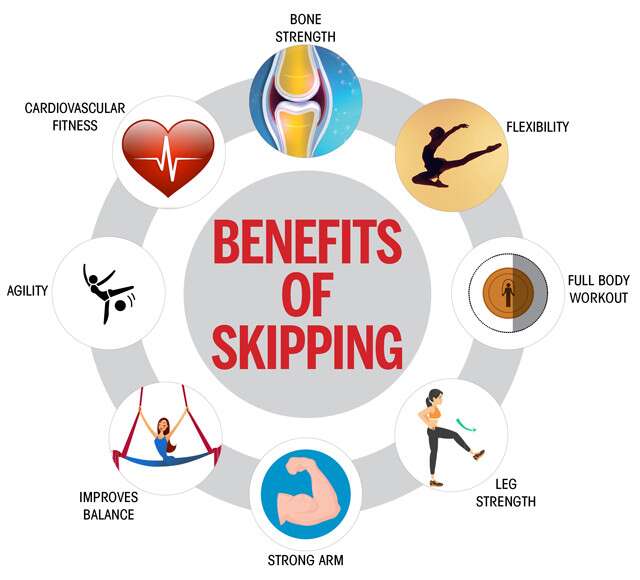 BONE
STRENGTH
CARDIOVASCULAR
FITNESS
FLEXIBILITY
BENEFITS
OF
SKIPPING
AGILITY
FULL BODY
WORKOUT
IMPROVES
BALANCE
LEG
STRENGTH
STRONG ARM